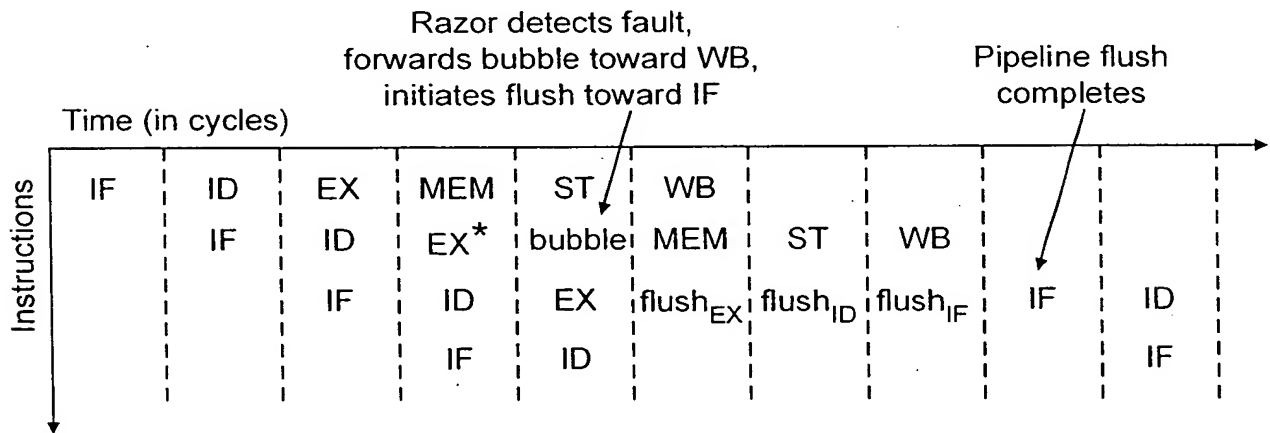 Razor detects fault,
forwards bubble toward WB,
initiates flush toward IF
Pipeline flush
completes
Time (in cycles)
Instructions
IF ID EX MEM ST WB
IF ID EX* bubble MEM ST WB
IF ID EX flushEX flushID flushIF IF ID
IF ID IF